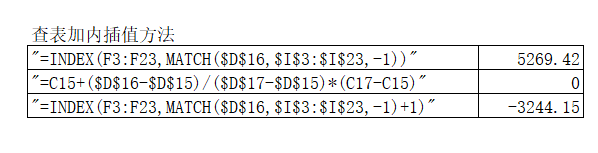 查表加内插值方法
"=INDEX(F3:F23,MATCH($D$16,$I$3:$I$23,-1))" 5269.42
"=C15+($D$16-$D$15)/($D$17-$D$15)*(C17-C15)" 0
"=INDEX(F3:F23,MATCH($D$16,$I$3:$I$23,-1)+1)" -3244.15